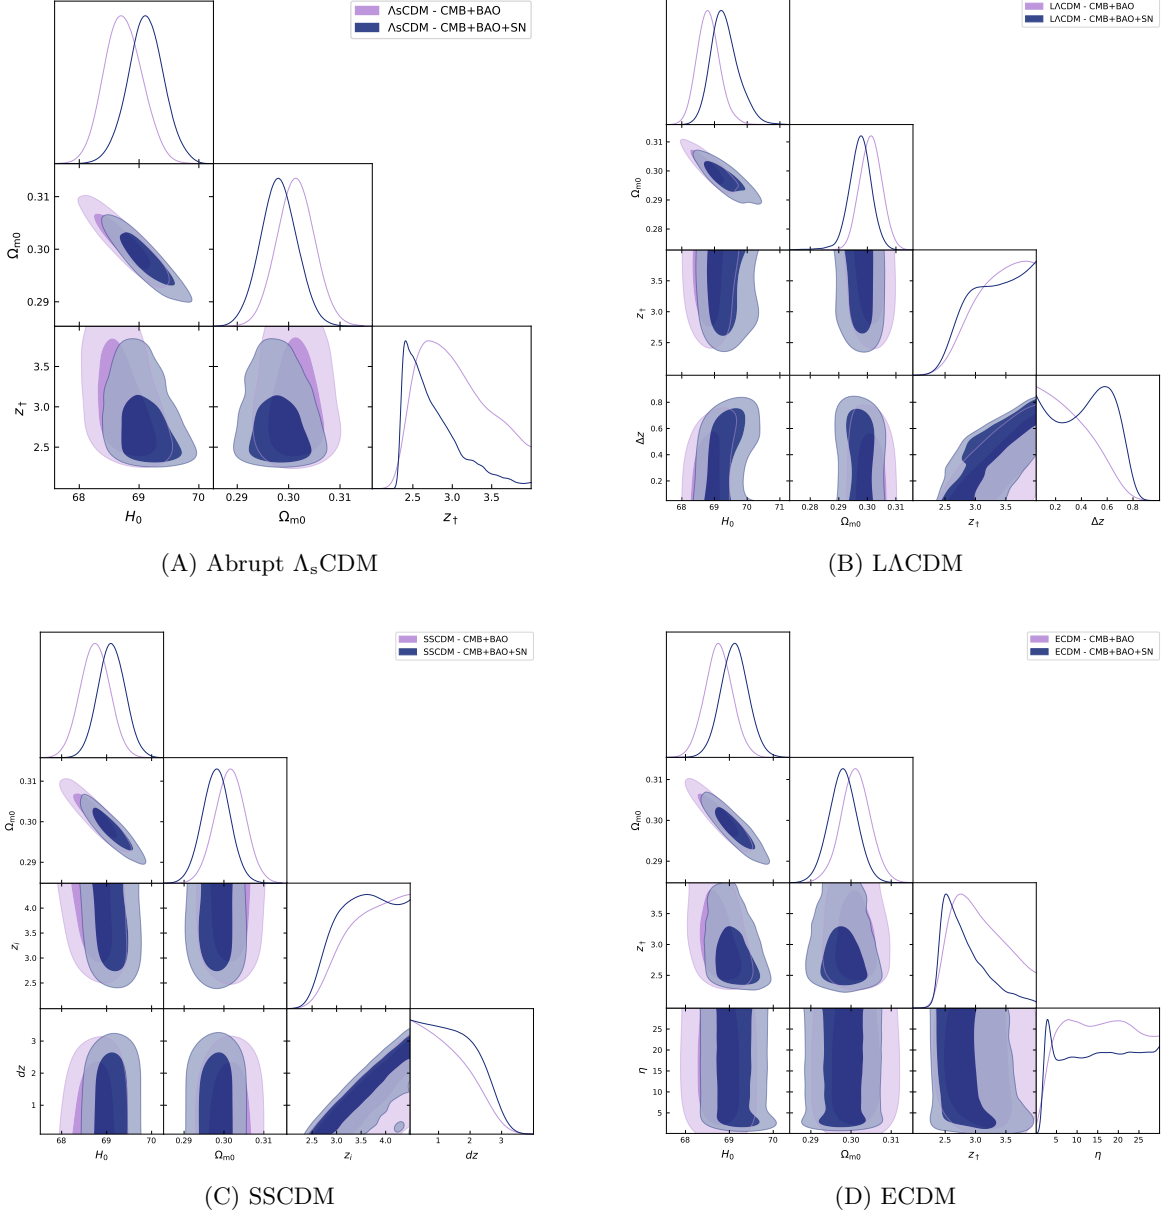 ΛsCDM - CMB+BAO
ΛsCDM - CMB+BAO+SN
0.31
0.30
0.29
Ωm0
3.5
3.0
2.5
z†
68 69 70
H0
0.29 0.30 0.31
Ωm0
2.5 3.0 3.5
z†
(A) Abrupt ΛsCDM
LΛCDM - CMB+BAO
LΛCDM - CMB+BAO+SN
0.31
0.30
0.29
0.28
Ωm0
3.5
3.0
2.5
z†
0.8
0.6
0.4
0.2
Δz
68 69 70 71
H0
0.28 0.29 0.30 0.31
Ωm0
2.5 3.0 3.5
z†
0.2 0.4 0.6 0.8
Δz
(B) LΛCDM
SSCDM - CMB+BAO
SSCDM - CMB+BAO+SN
0.31
0.30
0.29
Ωm0
4.0
3.5
3.0
2.5
zi
3
2
1
dz
68 69 70
H0
0.29 0.30 0.31
Ωm0
2.5 3.0 3.5 4.0
zi
1 2 3
dz
(C) SSCDM
ECDM - CMB+BAO
ECDM - CMB+BAO+SN
0.31
0.30
0.29
Ωm0
3.5
3.0
2.5
z†
25
20
15
10
5
η
68 69 70
H0
0.29 0.30 0.31
Ωm0
2.5 3.0 3.5
z†
5 10 15 20 25
η
(D) ECDM